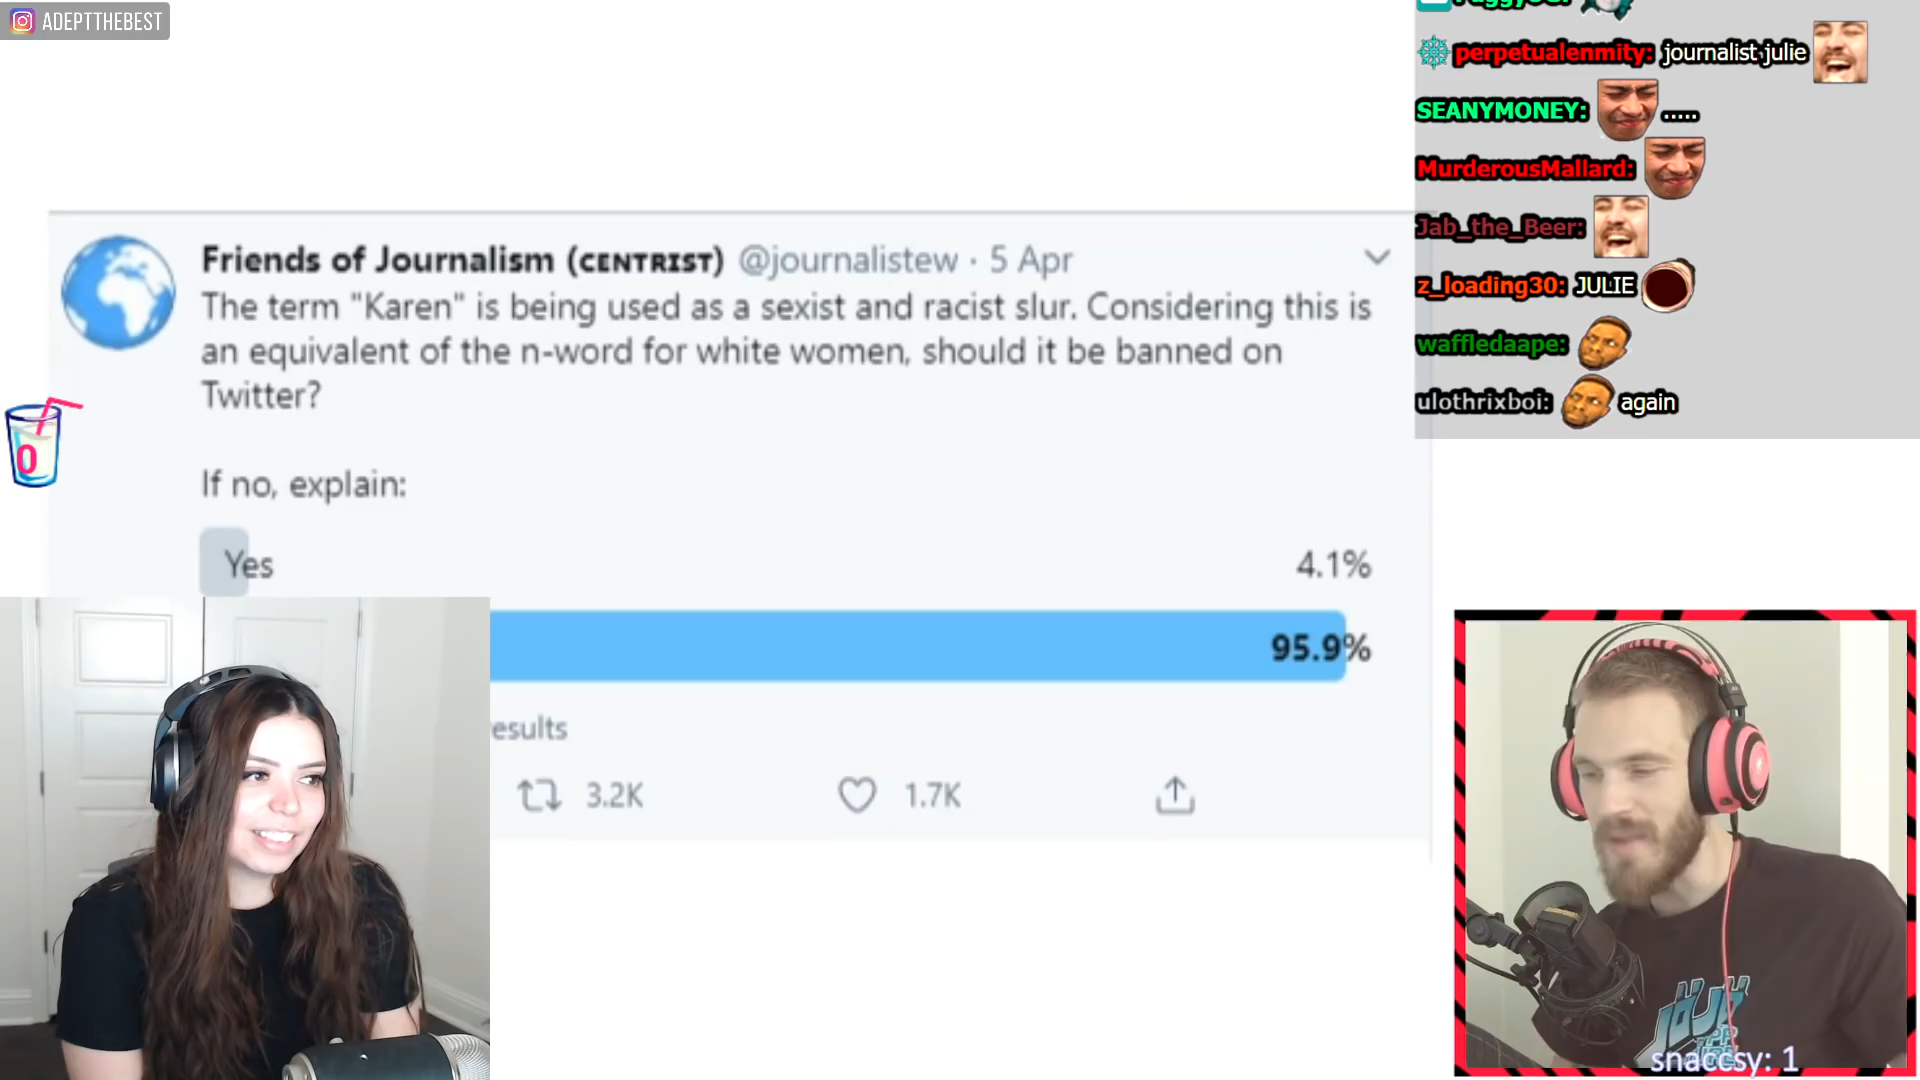 ADEPTTHEBEST
perpetualenmity: journalist julie
SEANYMONEY: .....
MurderousMallard:
Jab_the_Beer:
z_loading30: JULIE
waffledaape:
ulothrixboi: again
Friends of Journalism (ᴄᴇɴᴛʀɪsᴛ) @journalistew · 5 Apr
The term "Karen" is being used as a sexist and racist slur. Considering this is
an equivalent of the n-word for white women, should it be banned on
Twitter?
If no, explain:
Yes 4.1%
95.9%
esults
3.2K 1.7K
0
snaccsy: 1